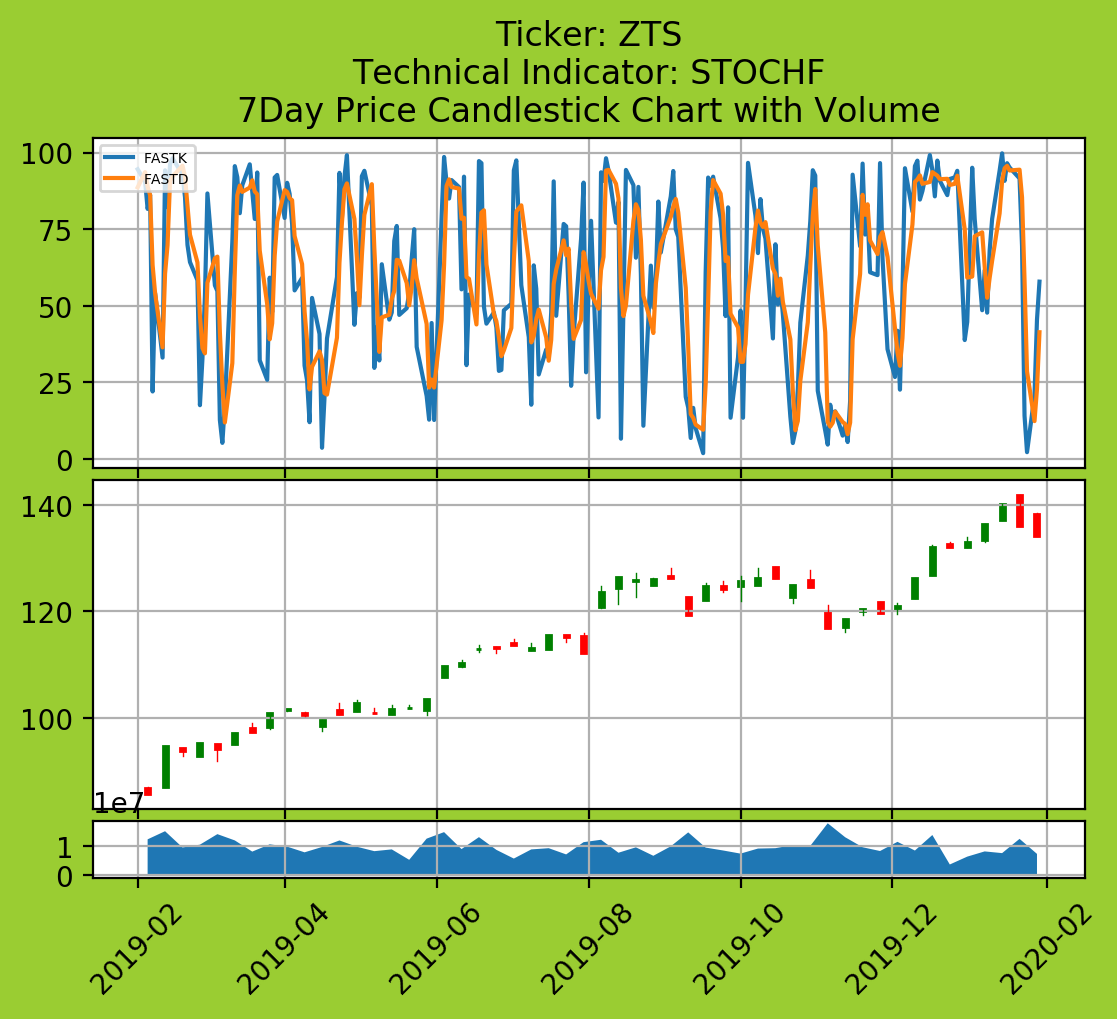 Ticker: ZTS
Technical Indicator: STOCHF
7Day Price Candlestick Chart with Volume
100
75
50
25
0
FASTK
FASTD
140
120
100
1e7
1
0
2019-02
2019-04
2019-06
2019-08
2019-10
2019-12
2020-02